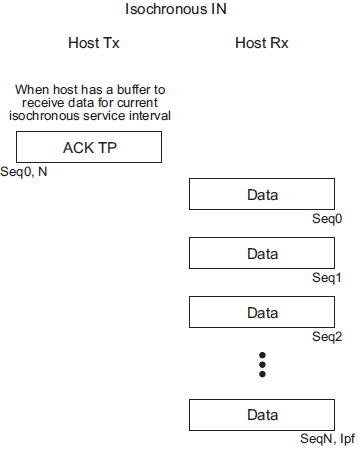 Isochronous IN
Host Tx
Host Rx
When host has a buffer to
receive data for current
isochronous service interval
ACK TP
Seq0, N
Data
Seq0
Data
Seq1
Data
Seq2
Data
SeqN, lpf